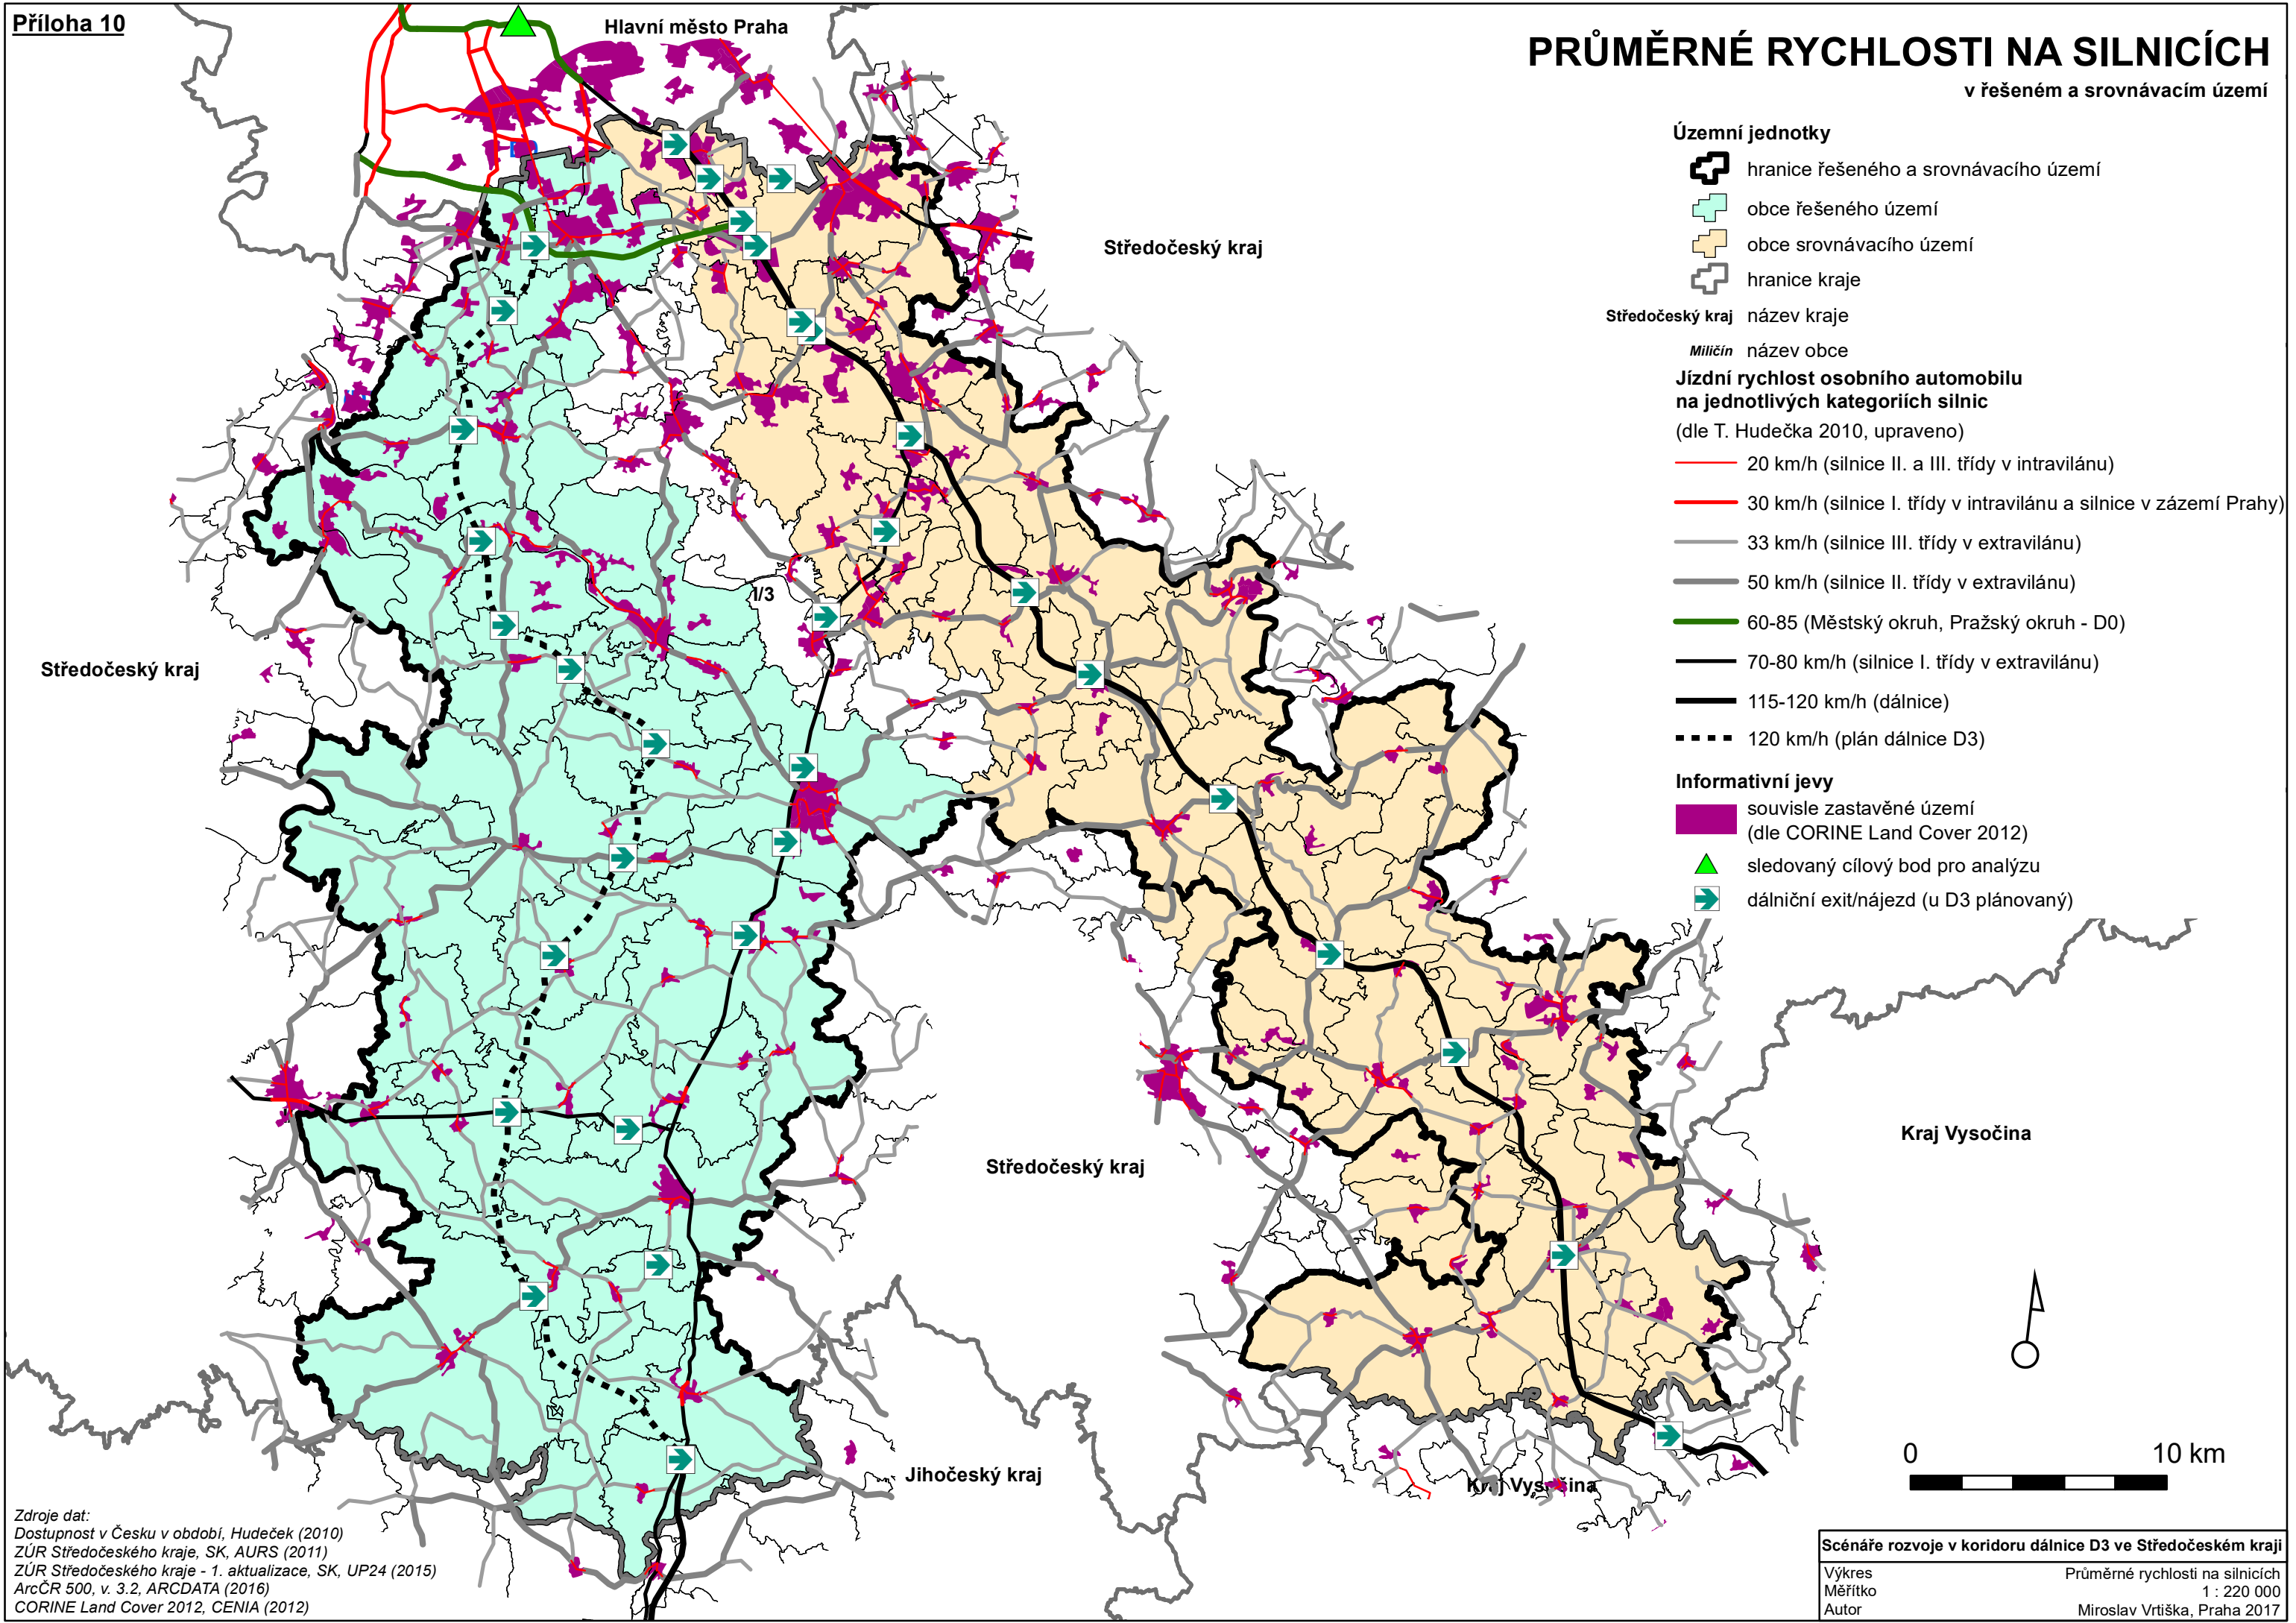 Příloha 10
Hlavní město Praha
PRŮMĚRNÉ RYCHLOSTI NA SILNICÍCH
v řešeném a srovnávacím území
Územní jednotky
hranice řešeného a srovnávacího území
obce řešeného území
obce srovnávacího území
hranice kraje
Středočeský kraj název kraje
Miličín název obce
Jízdní rychlost osobního automobilu
na jednotlivých kategoriích silnic
(dle T. Hudečka 2010, upraveno)
20 km/h (silnice II. a III. třídy v intravilánu)
30 km/h (silnice I. třídy v intravilánu a silnice v zázemí Prahy)
33 km/h (silnice III. třídy v extravilánu)
50 km/h (silnice II. třídy v extravilánu)
60-85 (Městský okruh, Pražský okruh - D0)
70-80 km/h (silnice I. třídy v extravilánu)
115-120 km/h (dálnice)
120 km/h (plán dálnice D3)
Informativní jevy
souvisle zastavěné území
(dle CORINE Land Cover 2012)
sledovaný cílový bod pro analýzu
dálniční exit/nájezd (u D3 plánovaný)
Středočeský kraj
I/3
Středočeský kraj
Středočeský kraj
Kraj Vysočina
Jihočeský kraj
Kraj Vysočina
0 10 km
Zdroje dat:
Dostupnost v Česku v období, Hudeček (2010)
ZÚR Středočeského kraje, SK, AURS (2011)
ZÚR Středočeského kraje - 1. aktualizace, SK, UP24 (2015)
ArcČR 500, v. 3.2, ARCDATA (2016)
CORINE Land Cover 2012, CENIA (2012)
Scénáře rozvoje v koridoru dálnice D3 ve Středočeském kraji
Výkres Průměrné rychlosti na silnicích
Měřítko 1 : 220 000
Autor Miroslav Vrtiška, Praha 2017